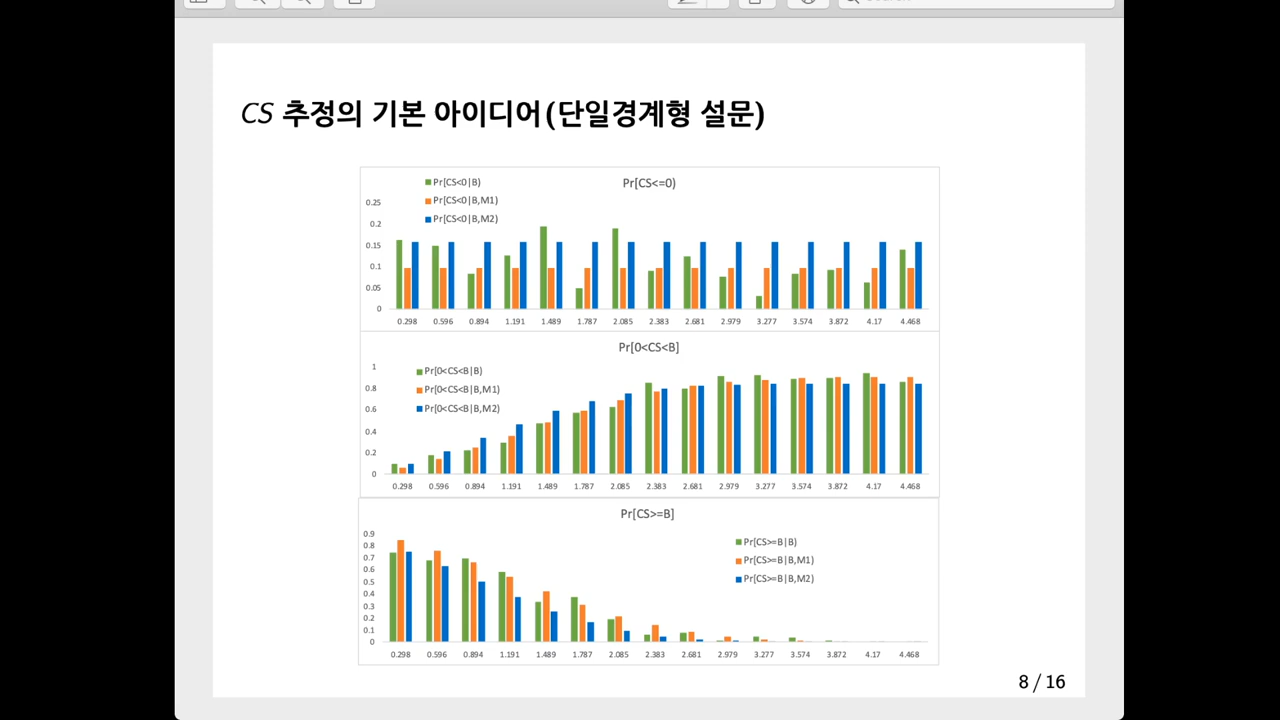 CS 추정의 기본 아이디어(단일경계형 설문)
Pr[CS<=0)
Pr[CS<0|B)
Pr[CS<0|B,M1)
Pr[CS<0|B,M2)
0.25
0.2
0.15
0.1
0.05
0
0.298 0.596 0.894 1.191 1.489 1.787 2.085 2.383 2.681 2.979 3.277 3.574 3.872 4.17 4.468
Pr[0<CS<B]
Pr[0<CS<B|B)
Pr[0<CS<B|B,M1)
Pr[0<CS<B|B,M2)
1
0.8
0.6
0.4
0.2
0
0.298 0.596 0.894 1.191 1.489 1.787 2.085 2.383 2.681 2.979 3.277 3.574 3.872 4.17 4.468
Pr[CS>=B]
Pr[CS>=B|B)
Pr[CS>=B|B,M1)
Pr[CS>=B|B,M2)
0.9
0.8
0.7
0.6
0.5
0.4
0.3
0.2
0.1
0
0.298 0.596 0.894 1.191 1.489 1.787 2.085 2.383 2.681 2.979 3.277 3.574 3.872 4.17 4.468
8 / 16